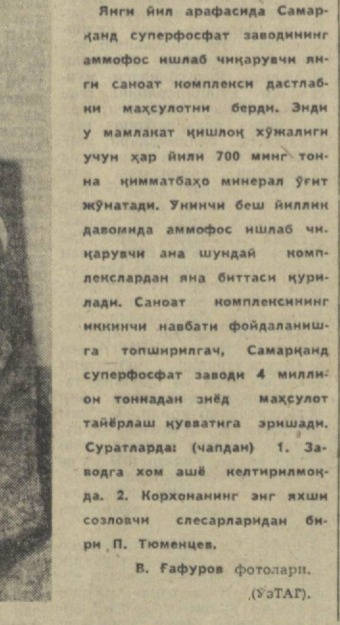 Янги йил арафасида Самар-
қанд суперфосфат заводининг
аммофос ишлаб чиқарувчи ян-
ги саноат комплекси дастлаб-
ки маҳсулотни берди. Энди
у мамлакат қишлоқ хўжалиги
учун ҳар йили 700 минг тон-
на қимматбаҳо минерал ўғит
жўнатади. Унинчи беш йиллик
давомида аммофос ишлаб чи-
қарувчи ана шундай комп-
лекслардан яна биттаси қури-
лади. Саноат комплексининг
иккинчи навбати фойдаланиш-
га топширилгач, Самарқанд
суперфосфат заводи 4 милли-
он тоннадан зиёд маҳсулот
тайёрлаш қувватига эришади.
Суратларда: (чапдан) 1. За-
водга хом ашё келтирилмоқ-
да. 2. Корхонанинг энг яхши
созловчи слесарларидан би-
ри П. Тюменцев.
В. Ғафуров фотолари.
(ЎзТАГ).